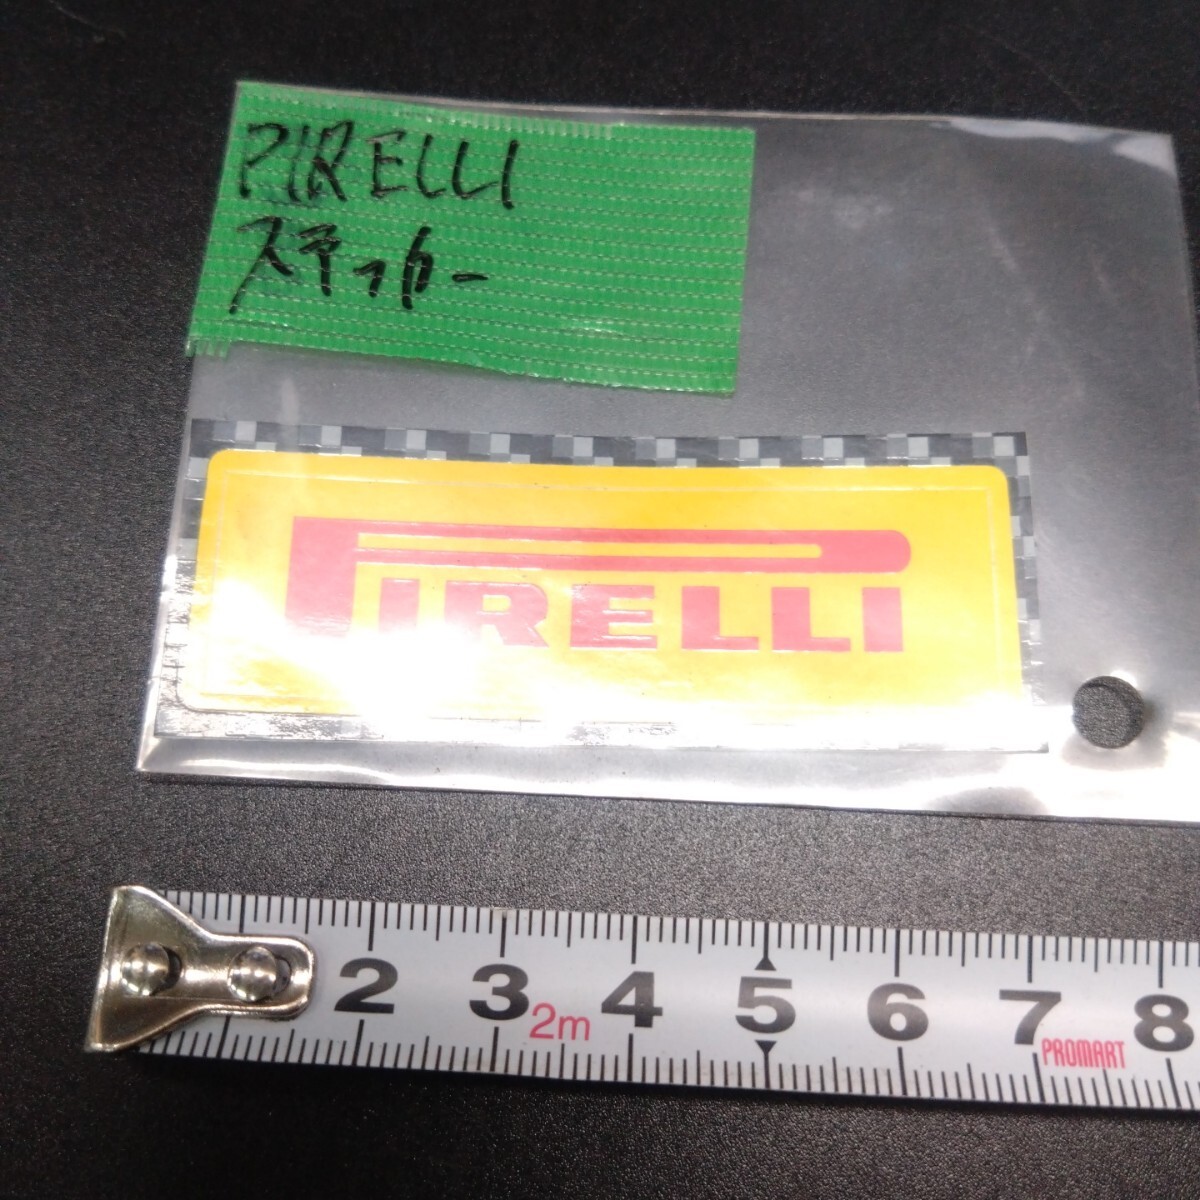 PIRELLI
ステッカー
PIRELLI
2 3 4 5 6 7 8
2m
PROMART